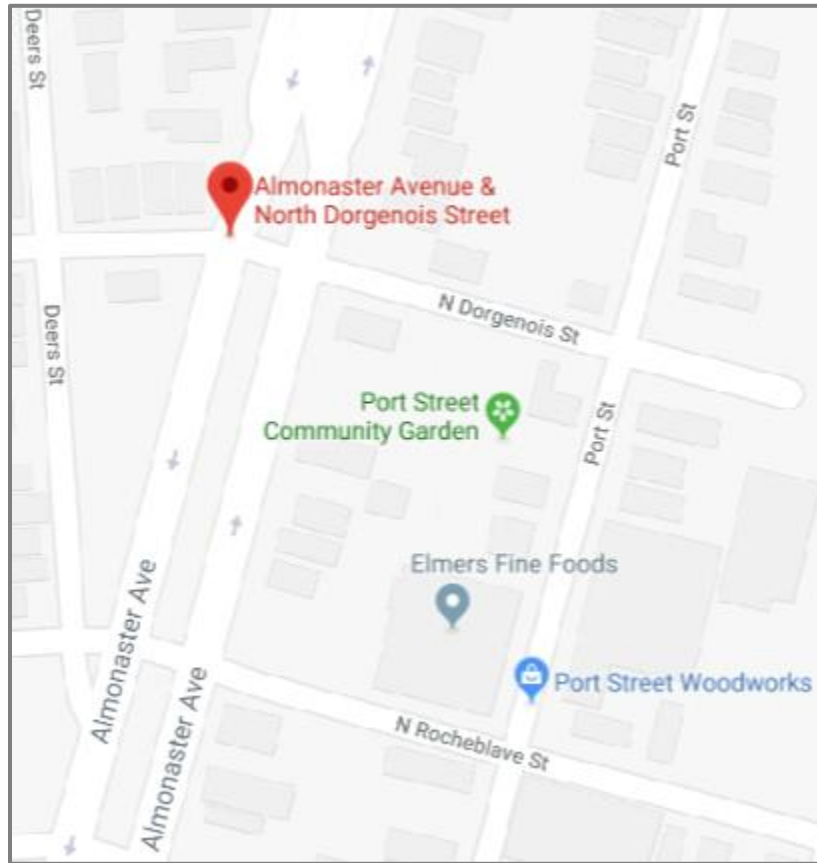 Deers St
Port St
Almonaster Avenue &
North Dorgenois Street
N Dorgenois St
Deers St
Port Street
Community Garden
Port St
Elmers Fine Foods
Almonaster Ave
Almonaster Ave
Port Street Woodworks
N Rocheblave St